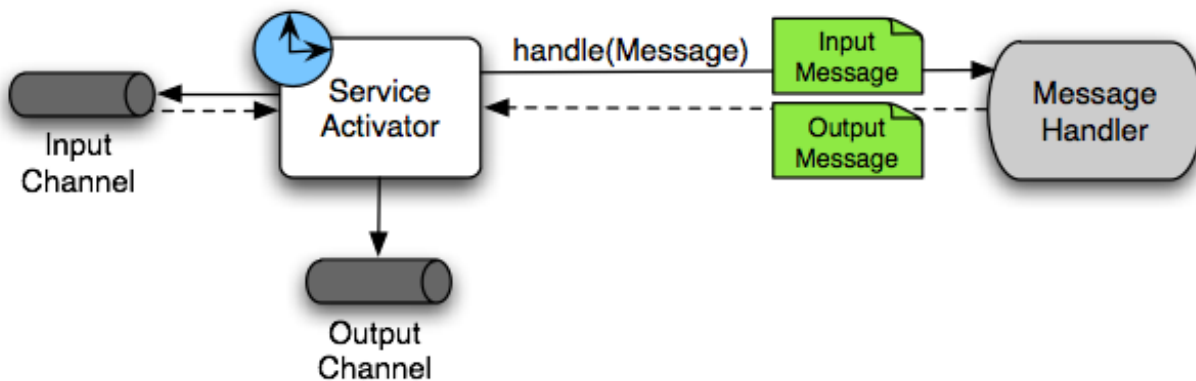 handle(Message)
Input
Message
Service
Activator
Message
Handler
Output
Message
Input
Channel
Output
Channel